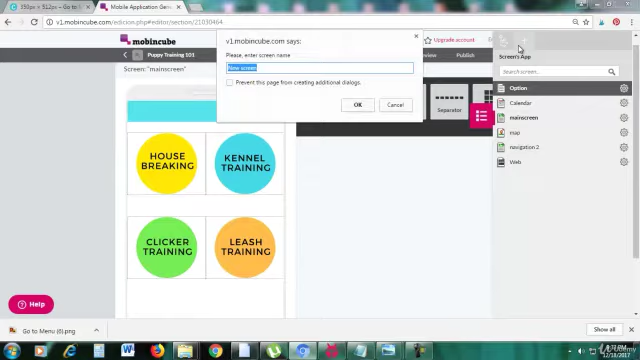 350px × 512px – Go to M
Mobile Application Gene
v1.mobincube.com/edicion.php#editor/section/21030464
mobincube
Upgrade account
Puppy Training 101
Publish
Screen: "mainscreen"
v1.mobincube.com says:
Please, enter screen name
New screen
Prevent this page from creating additional dialogs.
OK
Cancel
Separator
Screen's App
Search screen...
Option
Calendar
mainscreen
map
navigation 2
Web
HOUSE
BREAKING
KENNEL
TRAINING
CLICKER
TRAINING
LEASH
TRAINING
Help
Go to Menu (!).png
Show all
12/18/2017